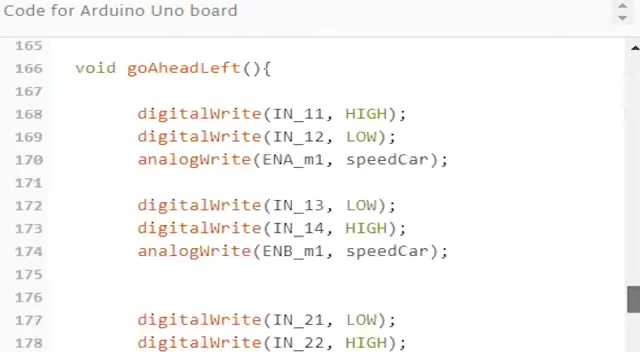 Code for Arduino Uno board
165
166 void goAheadLeft(){
167
168 digitalWrite(IN_11, HIGH);
169 digitalWrite(IN_12, LOW);
170 analogWrite(ENA_m1, speedCar);
171
172 digitalWrite(IN_13, LOW);
173 digitalWrite(IN_14, HIGH);
174 analogWrite(ENB_m1, speedCar);
175
176
177 digitalWrite(IN_21, LOW);
178 digitalWrite(IN_22, HIGH);